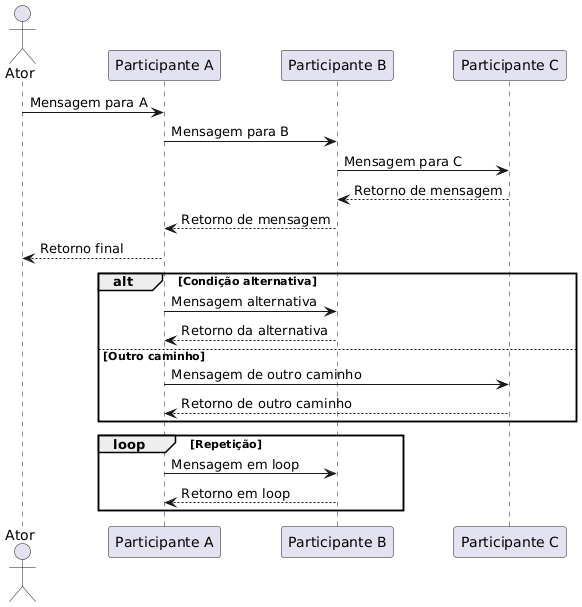 Ator
Participante A
Participante B
Participante C
Mensagem para A
Mensagem para B
Mensagem para C
Retorno de mensagem
Retorno de mensagem
Retorno final
alt [Condição alternativa]
Mensagem alternativa
Retorno da alternativa
[Outro caminho]
Mensagem de outro caminho
Retorno de outro caminho
loop [Repetição]
Mensagem em loop
Retorno em loop
Ator
Participante A
Participante B
Participante C